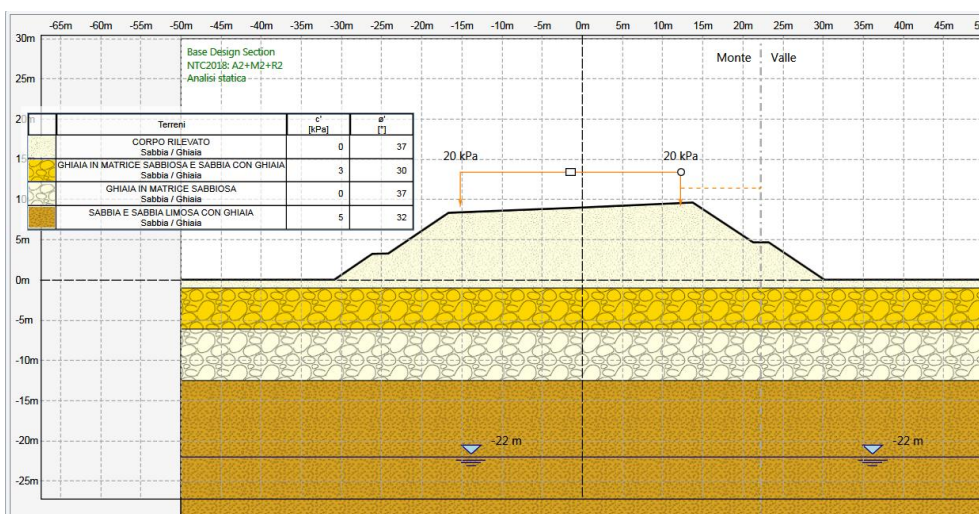 -65m -60m -55m -50m -45m -40m -35m -30m -25m -20m -15m -10m -5m 0m 5m 10m 15m 20m 25m 30m 35m 40m 45m
30m
Base Design Section
NTC2018: A2+M2+R2
Analisi statica
Monte Valle
25m
Terreni c' [kPa] ø' [°]
CORPO RILEVATO
Sabbia / Ghiaia 0 37
GHIAIA IN MATRICE SABBIOSA E SABBIA CON GHIAIA
Sabbia / Ghiaia 3 30
GHIAIA IN MATRICE SABBIOSA
Sabbia / Ghiaia 0 37
SABBIA E SABBIA LIMOSA CON GHIAIA
Sabbia / Ghiaia 5 32
20 kPa 20 kPa
5m
0m
-5m
-10m
-15m
-20m
-22 m -22 m
-25m